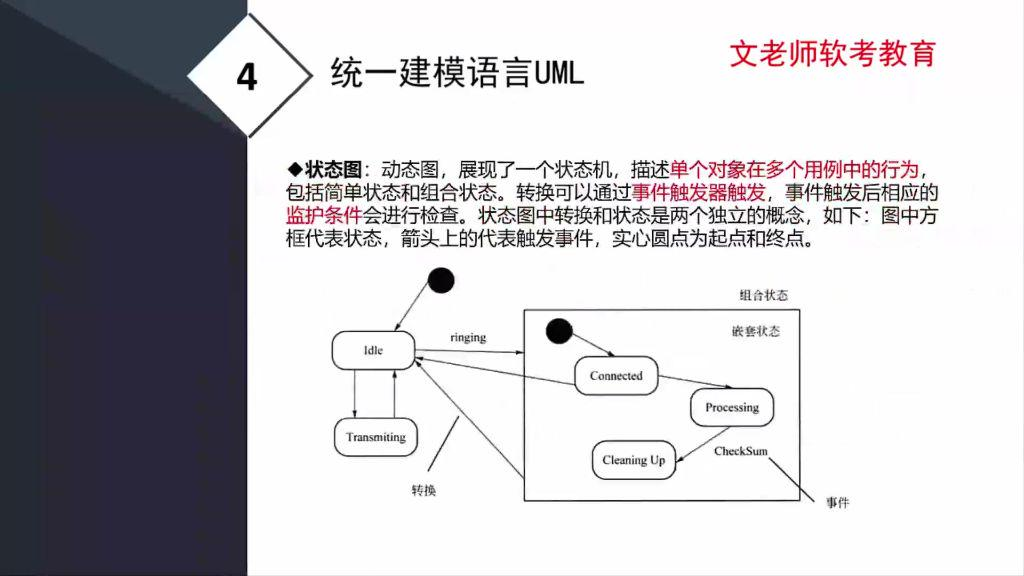 4
统一建模语言UML
文老师软考教育
◆状态图：动态图，展现了一个状态机，描述单个对象在多个用例中的行为，
包括简单状态和组合状态。转换可以通过事件触发器触发，事件触发后相应的
监护条件会进行检查。状态图中转换和状态是两个独立的概念，如下：图中方
框代表状态，箭头上的代表触发事件，实心圆点为起点和终点。
组合状态
嵌套状态
ringing
Idle
Connected
Processing
Transmiting
CheckSum
Cleaning Up
转换
事件